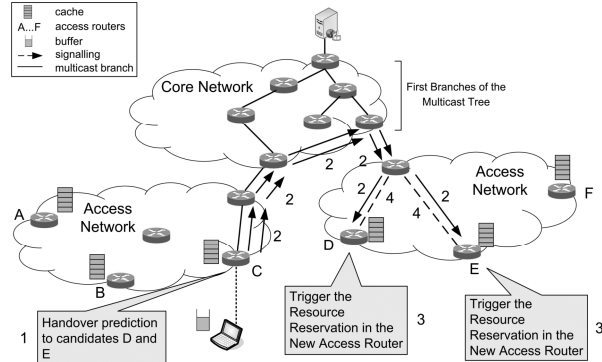 cache
A...F access routers
buffer
signalling
multicast branch
Core Network
First Branches of the
Multicast Tree
2
2
2
2
Access
Network
F
2
4
2
4
A
Access
Network
2
D
C
E
B
Handover prediction
to candidates D and
E
1
Trigger the
Resource
Reservation in the
New Access Router
3
Trigger the
Resource
Reservation in the
New Access Router
3